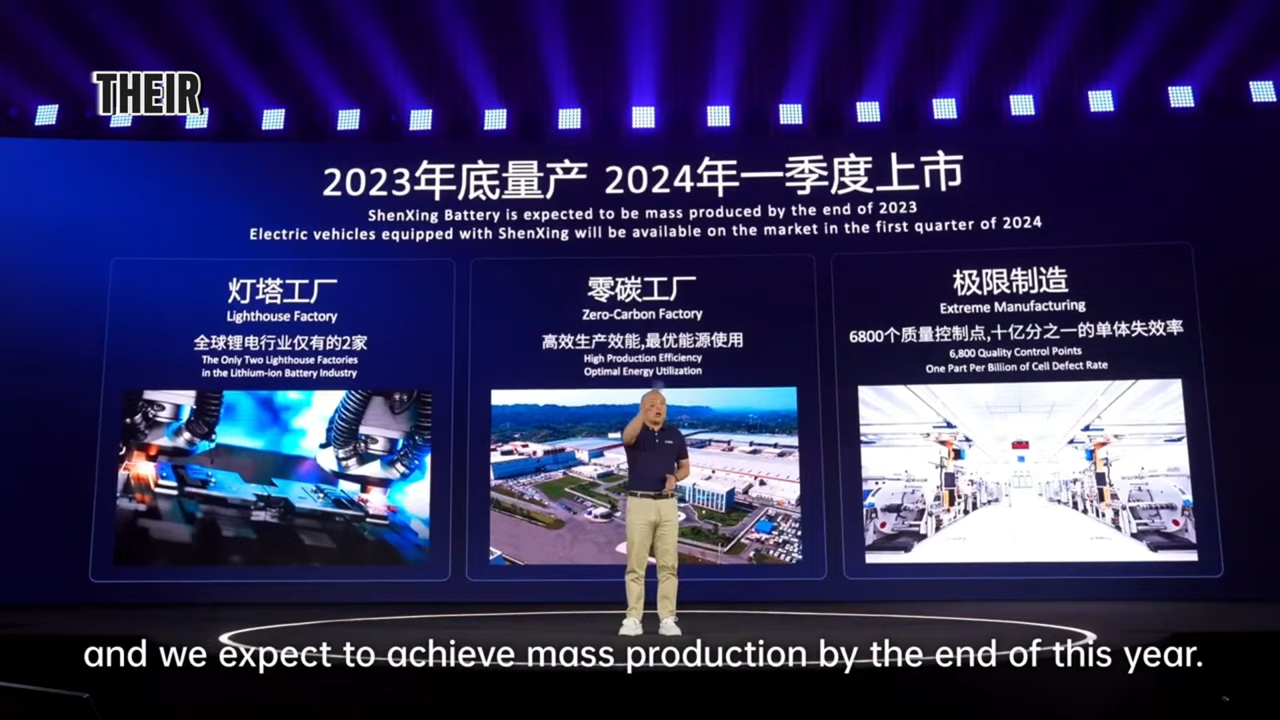 THEIR
2023年底量产 2024年一季度上市
ShenXing Battery is expected to be mass produced by the end of 2023
Electric vehicles equipped with ShenXing will be available on the market in the first quarter of 2024
灯塔工厂
Lighthouse Factory
全球锂电行业仅有的2家
The Only Two Lighthouse Factories
in the Lithium-ion Battery Industry
零碳工厂
Zero-Carbon Factory
高效生产效能,最优能源使用
High Production Efficiency
Optimal Energy Utilization
极限制造
Extreme Manufacturing
6800个质量控制点,十亿分之一的单体失效率
6,800 Quality Control Points
One Part Per Billion of Cell Defect Rate
and we expect to achieve mass production by the end of this year.